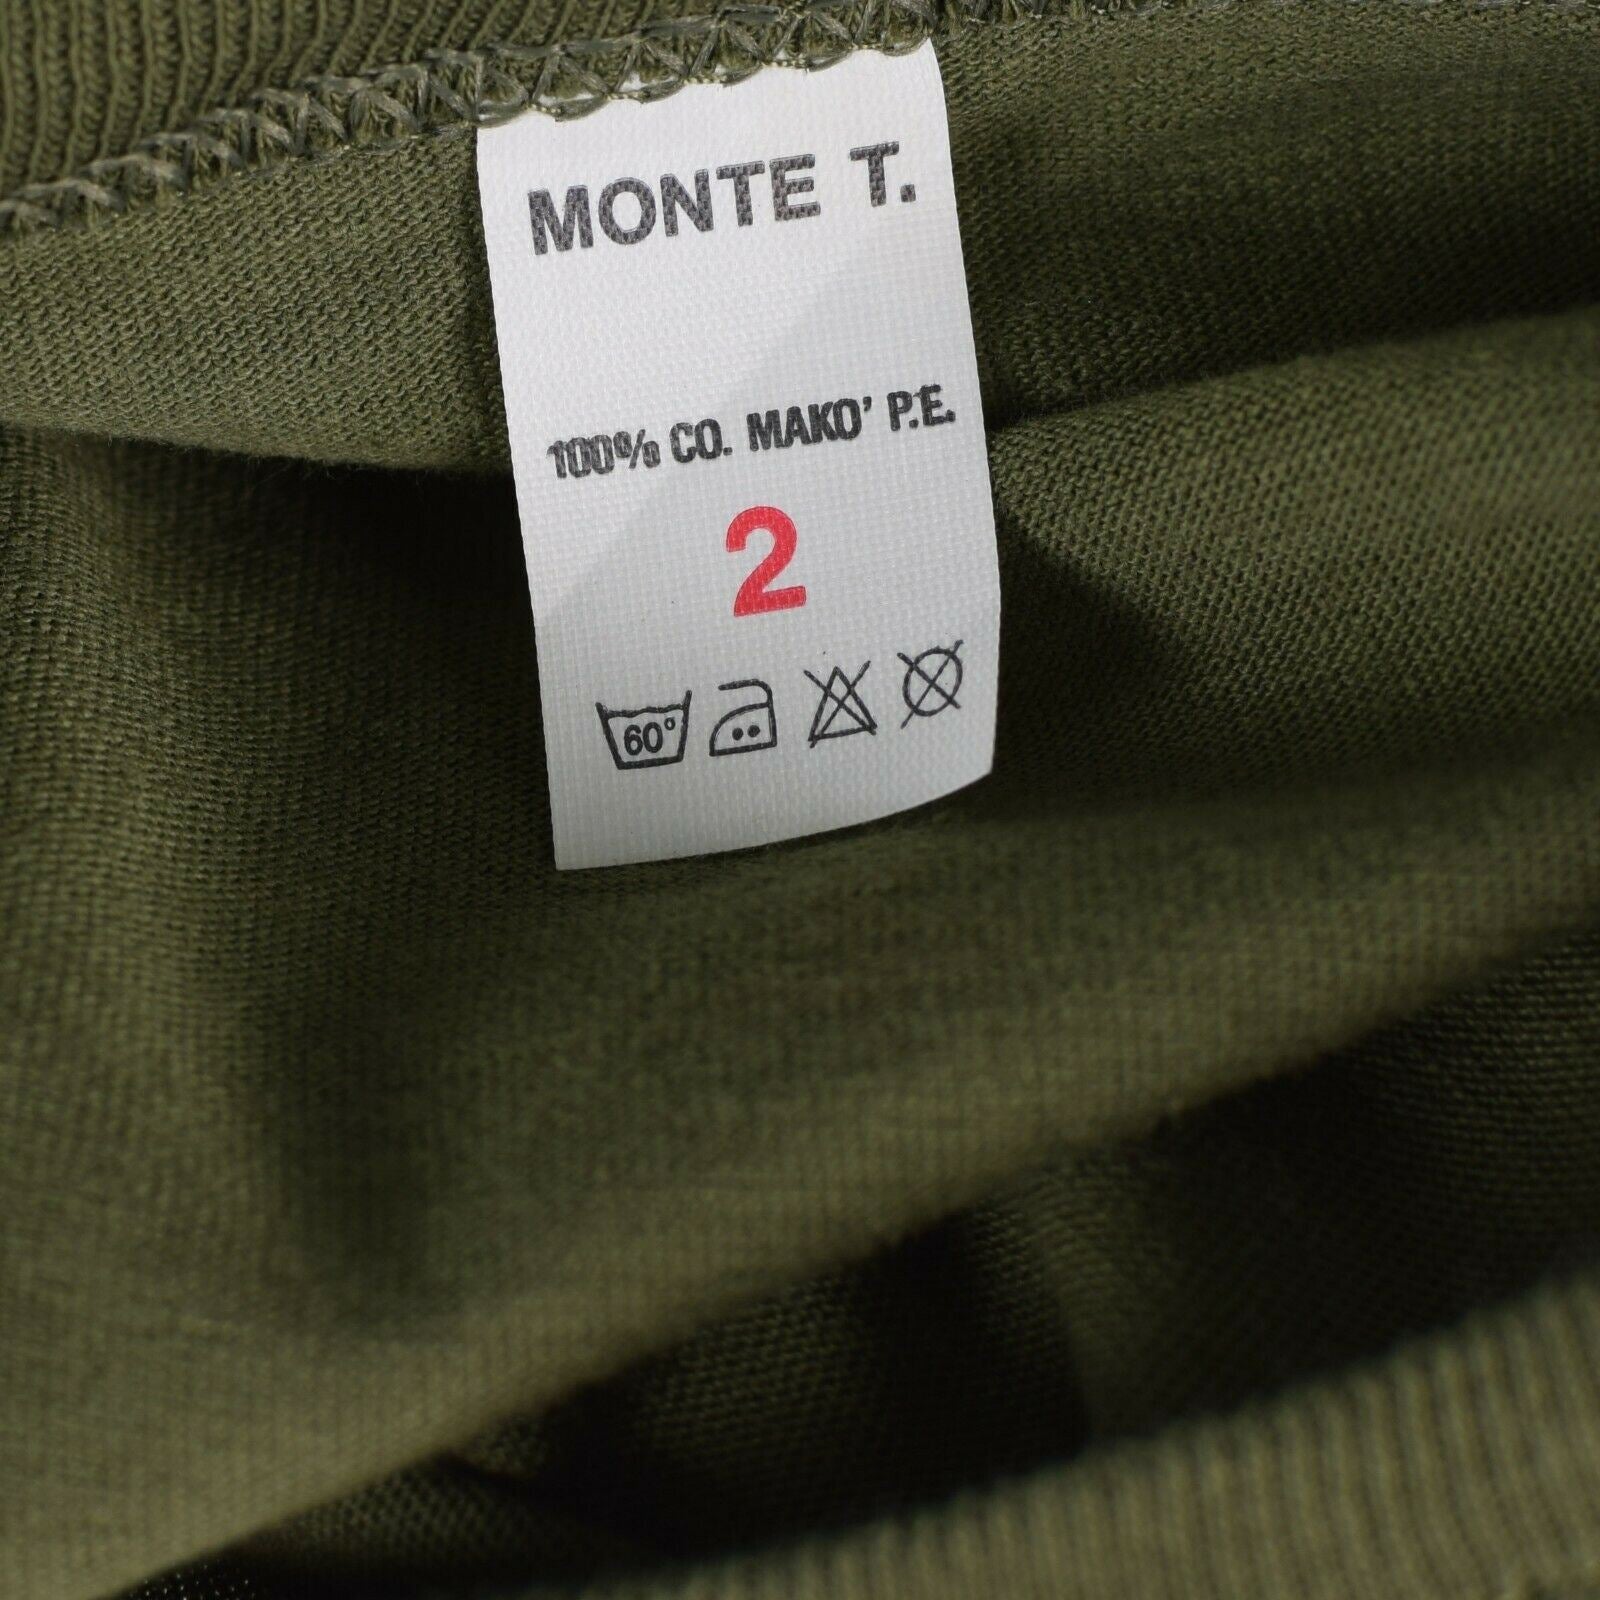 MONTE T.
100% CO. MAKO' P.E.
2
60°